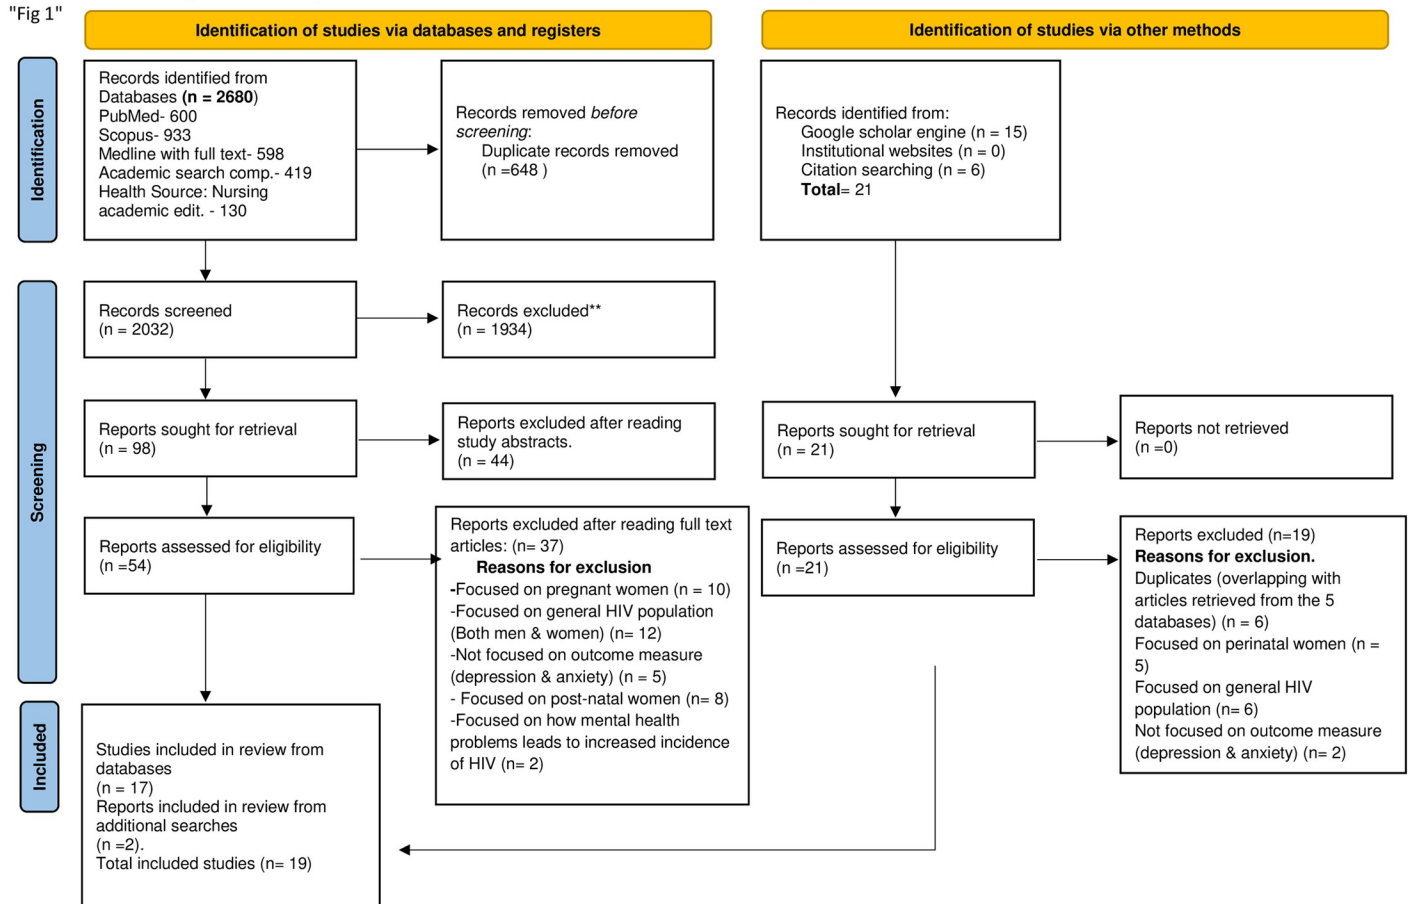 "Fig 1"
Identification of studies via databases and registers
Identification of studies via other methods
Identification
Records identified from
Databases (n = 2680)
PubMed- 600
Scopus- 933
Medline with full text- 598
Academic search comp.- 419
Health Source: Nursing
academic edit. - 130
Records removed before
screening:
Duplicate records removed
(n =648 )
Records identified from:
Google scholar engine (n = 15)
Institutional websites (n = 0)
Citation searching (n = 6)
Total= 21
Screening
Records screened
(n = 2032)
Records excluded**
(n = 1934)
Reports sought for retrieval
(n = 98)
Reports excluded after reading
study abstracts.
(n = 44)
Reports sought for retrieval
(n = 21)
Reports not retrieved
(n =0)
Reports assessed for eligibility
(n =54)
Reports excluded after reading full text
articles: (n= 37)
Reasons for exclusion
-Focused on pregnant women (n = 10)
-Focused on general HIV population
(Both men & women) (n= 12)
-Not focused on outcome measure
(depression & anxiety) (n = 5)
- Focused on post-natal women (n= 8)
-Focused on how mental health
problems leads to increased incidence
of HIV (n= 2)
Reports assessed for eligibility
(n =21)
Reports excluded (n=19)
Reasons for exclusion.
Duplicates (overlapping with
articles retrieved from the 5
databases) (n = 6)
Focused on perinatal women (n =
5)
Focused on general HIV
population (n= 6)
Not focused on outcome measure
(depression & anxiety) (n= 2)
Included
Studies included in review from
databases
(n = 17)
Reports included in review from
additional searches
(n =2).
Total included studies (n= 19)